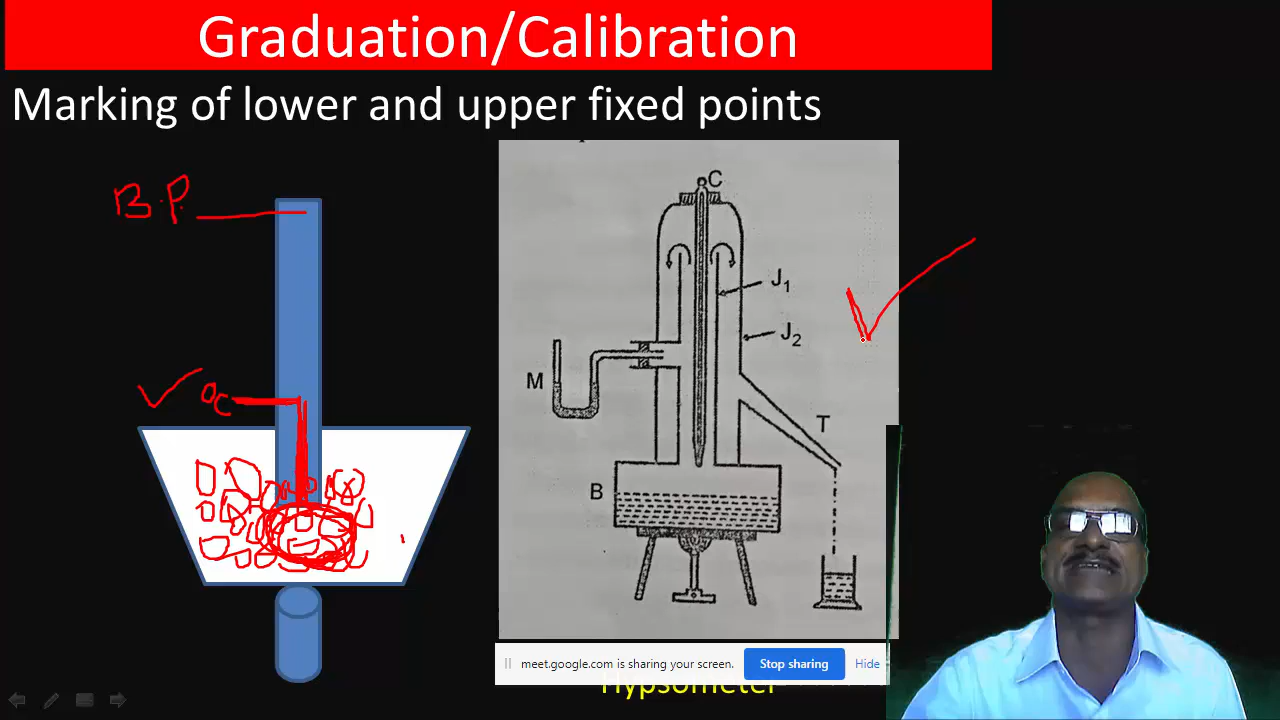 Graduation/Calibration
Marking of lower and upper fixed points
B.P.
0c
C
J1
J2
M
T
B
meet.google.com is sharing your screen.
Stop sharing
Hide
Hypsometer